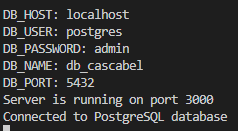 DB_HOST: localhost
DB_USER: postgres
DB_PASSWORD: admin
DB_NAME: db_cascabel
DB_PORT: 5432
Server is running on port 3000
Connected to PostgreSQL database